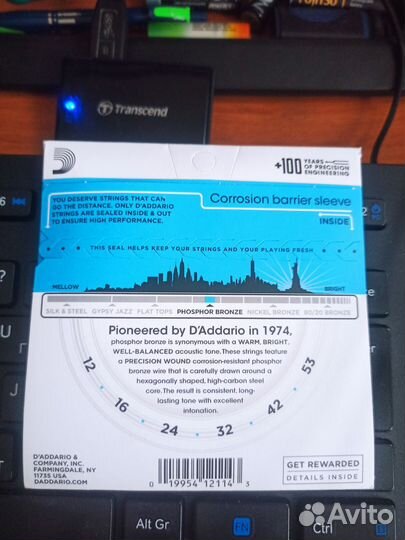 Transcend
+100 YEARS OF PRECISION ENGINEERING
YOU DESERVE STRINGS THAT CAN
GO THE DISTANCE. ONLY D'ADDARIO
STRINGS ARE SEALED INSIDE & OUT
TO ENSURE HIGH PERFORMANCE.
Corrosion barrier sleeve
INSIDE
THIS SEAL HELPS KEEP YOUR STRINGS AND YOUR PLAYING FRESH
MELLOW
BRIGHT
SILK & STEEL GYPSY JAZZ FLAT TOPS PHOSPHOR BRONZE NICKEL BRONZE 80/20 BRONZE
Pioneered by D'Addario in 1974,
phosphor bronze is synonymous with a WARM, BRIGHT,
WELL-BALANCED acoustic tone. These strings feature
a PRECISION WOUND corrosion-resistant phosphor
bronze wire that is carefully drawn around a
hexagonally shaped, high-carbon steel
core. The result is consistent, long-
lasting tone with excellent
intonation.
12 16 24 32 42 53
D'ADDARIO &
COMPANY, INC.
FARMINGDALE, NY
11735 USA
DADDARIO.COM
0 19954 12114 3
GET REWARDED
DETAILS INSIDE
Alt Gr
FN
Ctrl
Avito